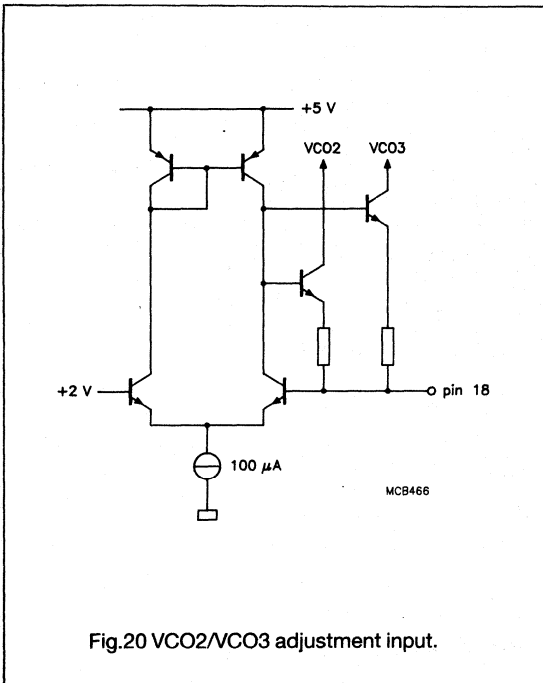 +5 V
VCO2 VCO3
+2 V
pin 18
100 μA
MCB466
Fig.20 VCO2/VCO3 adjustment input.